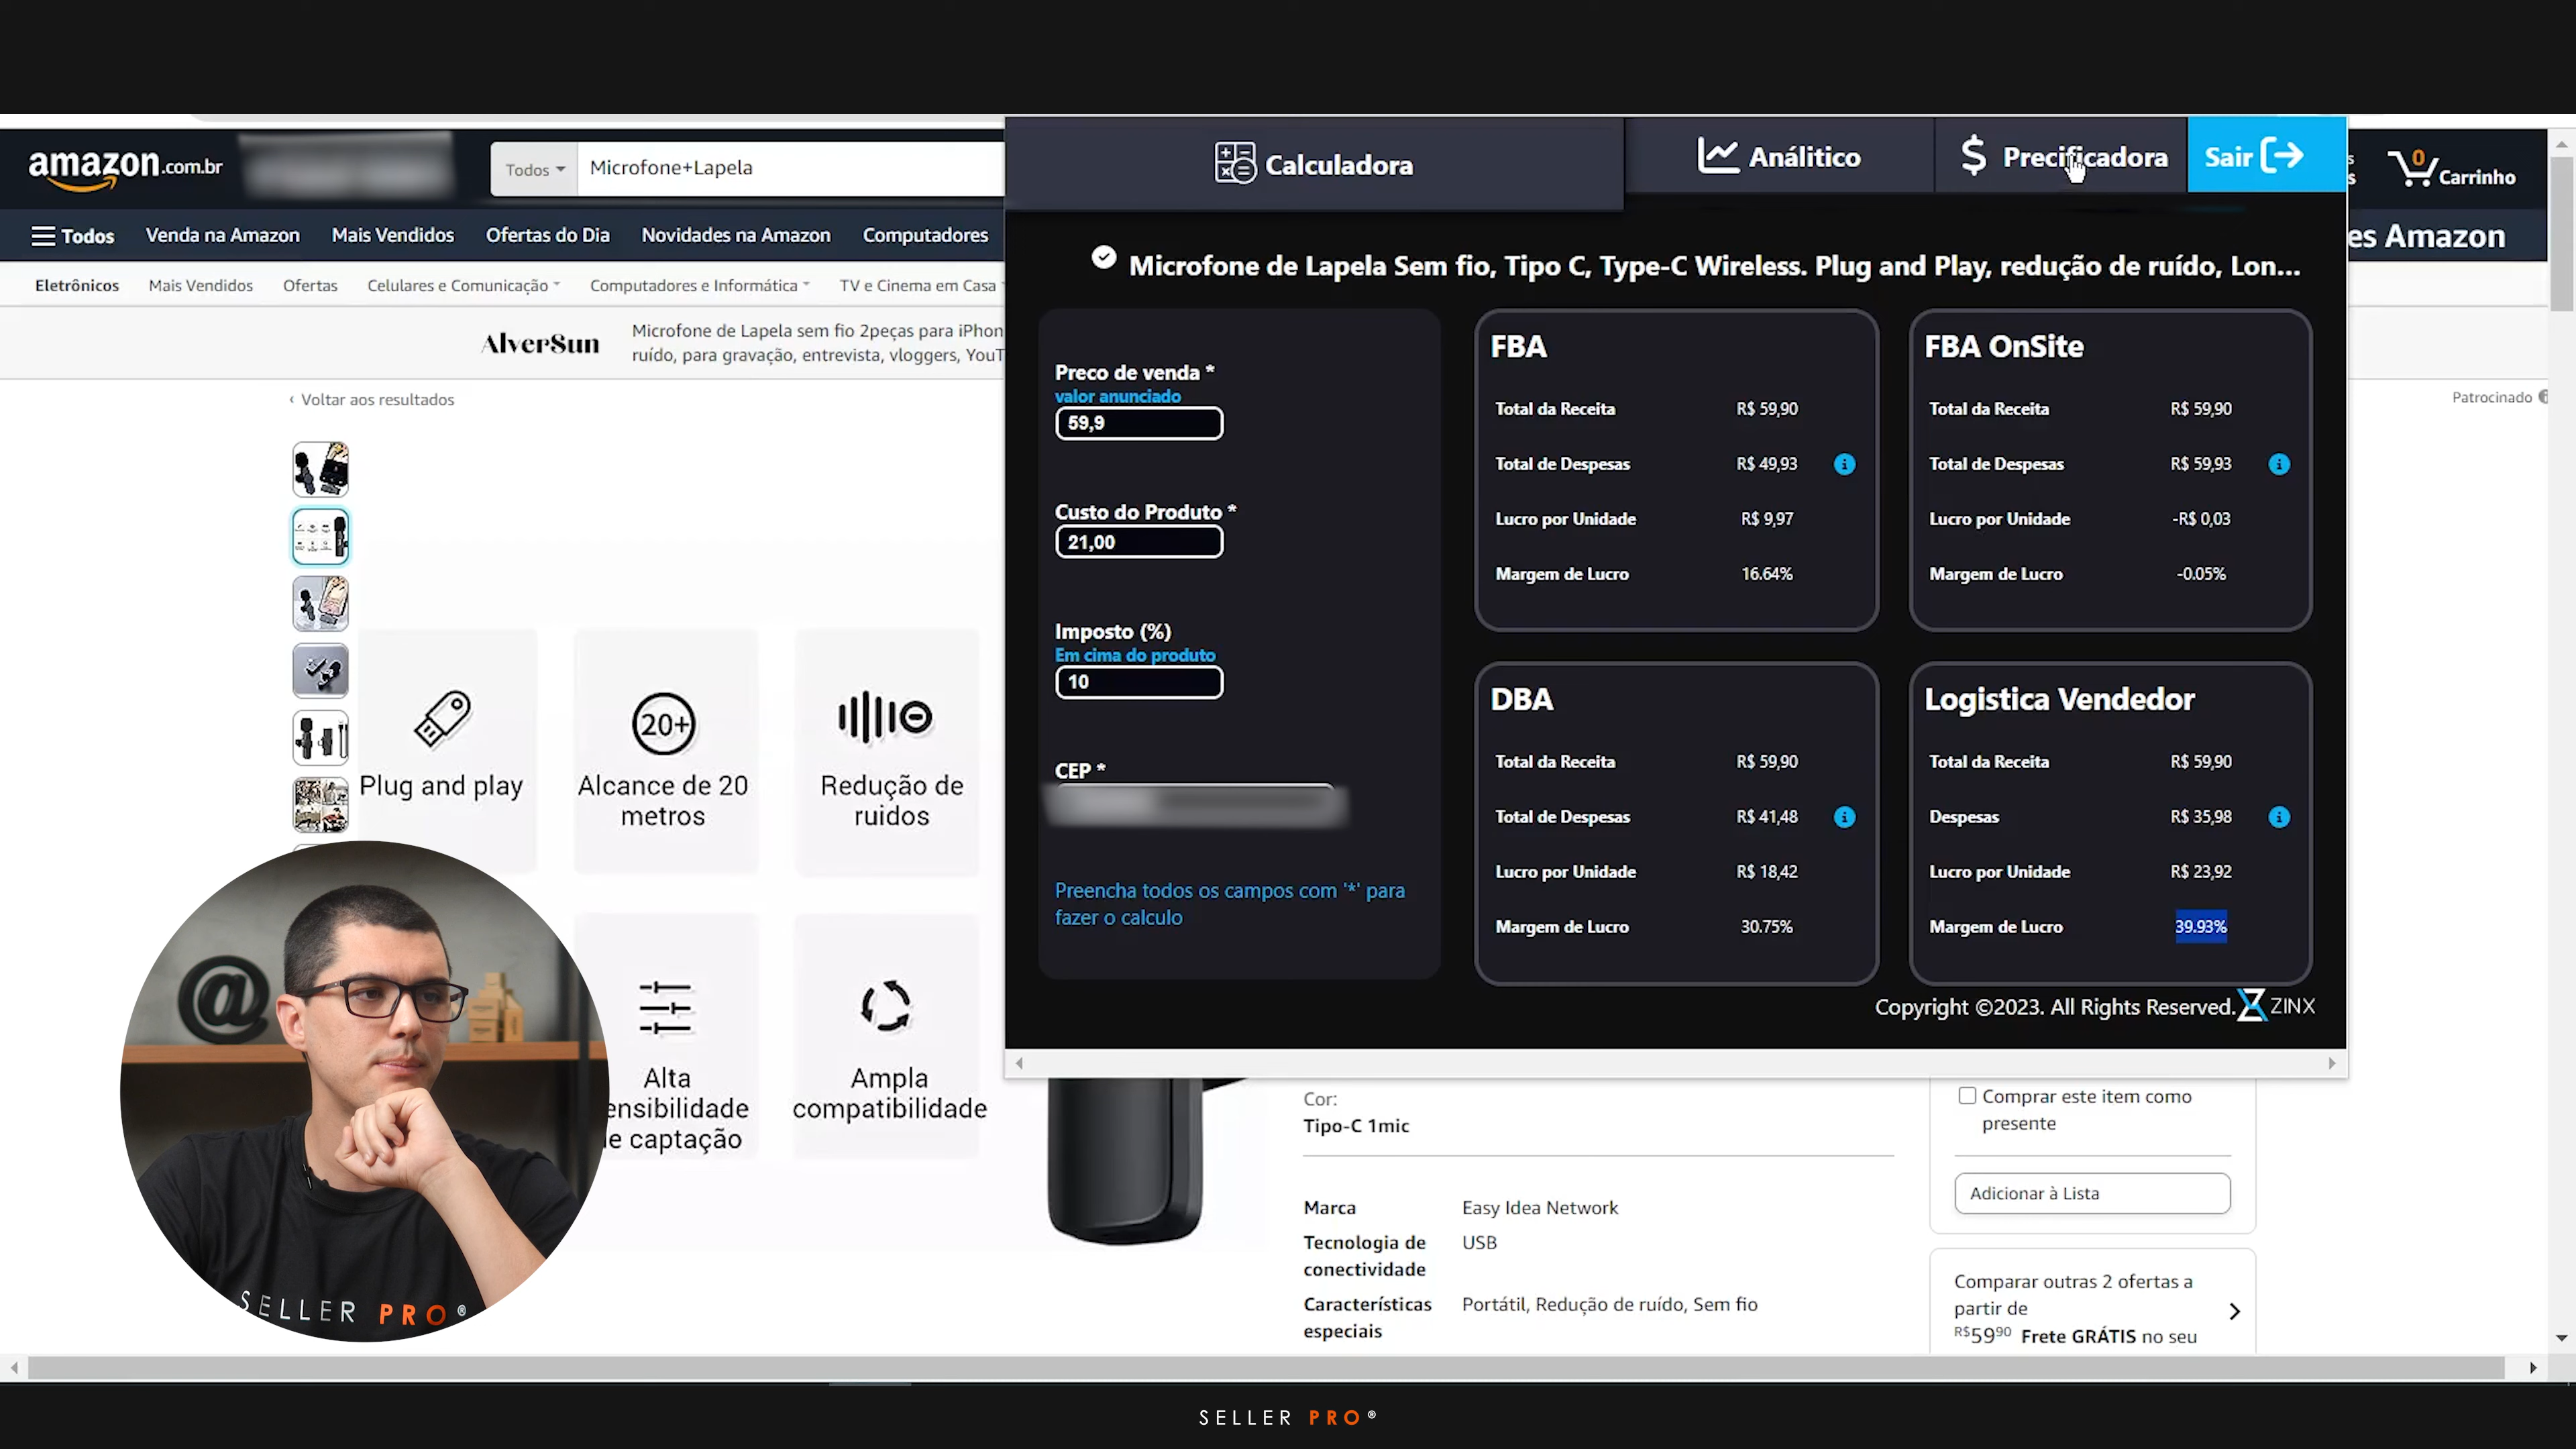 amazon.com.br
Todos
Microfone+Lapela
Calculadora
Análitico
Precificadora
Sair
0
Carrinho
Todos
Venda na Amazon
Mais Vendidos
Ofertas do Dia
Novidades na Amazon
Computadores
es Amazon
Eletrônicos
Mais Vendidos
Ofertas
Celulares e Comunicação
Computadores e Informática
TV e Cinema em Casa
AlverSun
Microfone de Lapela sem fio 2peças para iPhon
ruído, para gravação, entrevista, vloggers, YouT
Patrocinado
‹ Voltar aos resultados
Plug and play
20+
Alcance de 20
metros
Redução de
ruidos
Alta
ensibilidade
e captação
Ampla
compatibilidade
Microfone de Lapela Sem fio, Tipo C, Type-C Wireless. Plug and Play, redução de ruído, Lon...
Preco de venda *
valor anunciado
59,9
Custo do Produto *
21,00
Imposto (%)
Em cima do produto
10
CEP *
Preencha todos os campos com '*' para
fazer o calculo
FBA
Total da Receita R$ 59,90
Total de Despesas R$ 49,93
Lucro por Unidade R$ 9,97
Margem de Lucro 16.64%
FBA OnSite
Total da Receita R$ 59,90
Total de Despesas R$ 59,93
Lucro por Unidade -R$ 0,03
Margem de Lucro -0.05%
DBA
Total da Receita R$ 59,90
Total de Despesas R$ 41,48
Lucro por Unidade R$ 18,42
Margem de Lucro 30.75%
Logistica Vendedor
Total da Receita R$ 59,90
Despesas R$ 35,98
Lucro por Unidade R$ 23,92
Margem de Lucro 39.93%
Copyright ©2023. All Rights Reserved. ZINX
Cor:
Tipo-C 1mic
Marca Easy Idea Network
Tecnologia de USB
conectividade
Características Portátil, Redução de ruído, Sem fio
especiais
Comprar este item como
presente
Adicionar à Lista
Comparar outras 2 ofertas a
partir de
R$5990 Frete GRÁTIS no seu
@
SELLER PRO®
SELLER PRO®